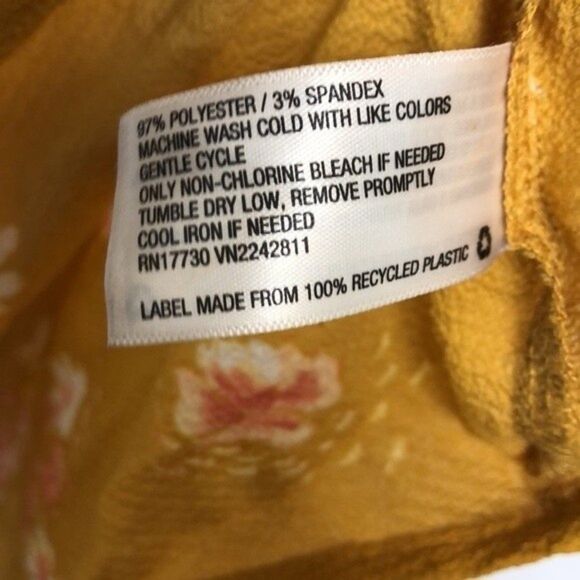 97% POLYESTER / 3% SPANDEX
MACHINE WASH COLD WITH LIKE COLORS
GENTLE CYCLE
ONLY NON-CHLORINE BLEACH IF NEEDED
TUMBLE DRY LOW, REMOVE PROMPTLY
COOL IRON IF NEEDED
RN17730 VN2242811
LABEL MADE FROM 100% RECYCLED PLASTIC